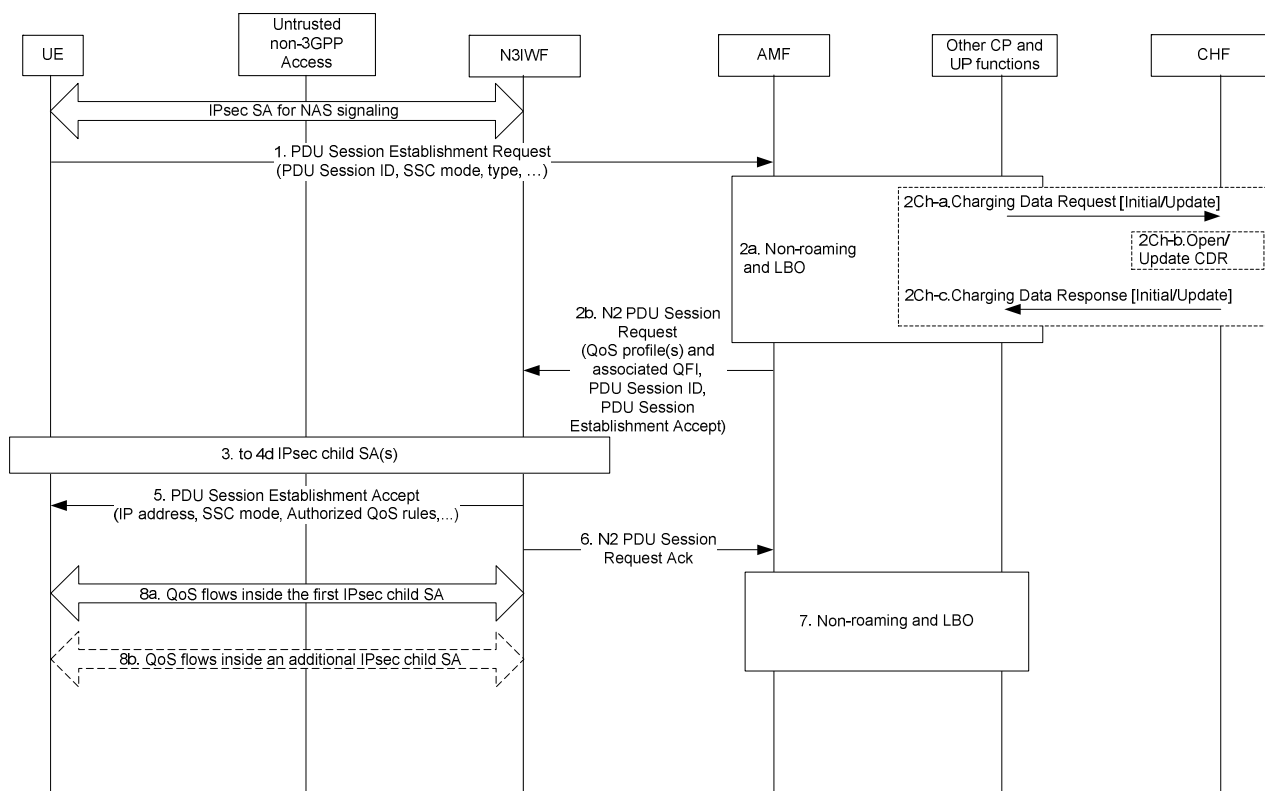 UE
Untrusted
non-3GPP
Access
N3IWF
AMF
Other CP and
UP functions
CHF
IPsec SA for NAS signaling
1. PDU Session Establishment Request
(PDU Session ID, SSC mode, type, …)
2Ch-a.Charging Data Request [Initial/Update]
2Ch-b.Open/
Update CDR
2a. Non-roaming
and LBO
2Ch-c.Charging Data Response [Initial/Update]
2b. N2 PDU Session
Request
(QoS profile(s) and
associated QFI,
PDU Session ID,
PDU Session
Establishment Accept)
3. to 4d IPsec child SA(s)
5. PDU Session Establishment Accept
(IP address, SSC mode, Authorized QoS rules,...)
6. N2 PDU Session
Request Ack
8a. QoS flows inside the first IPsec child SA
7. Non-roaming and LBO
8b. QoS flows inside an additional IPsec child SA